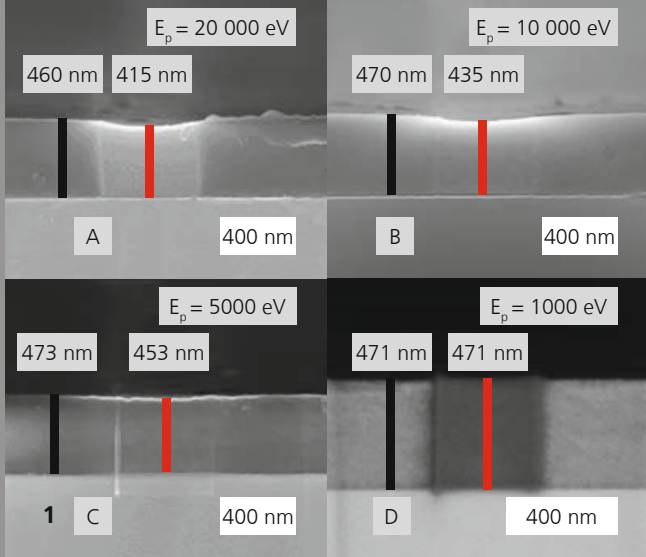 Eₚ = 20 000 eV
460 nm 415 nm
A 400 nm
Eₚ = 10 000 eV
470 nm 435 nm
B 400 nm
Eₚ = 5000 eV
473 nm 453 nm
1 C 400 nm
Eₚ = 1000 eV
471 nm 471 nm
D 400 nm